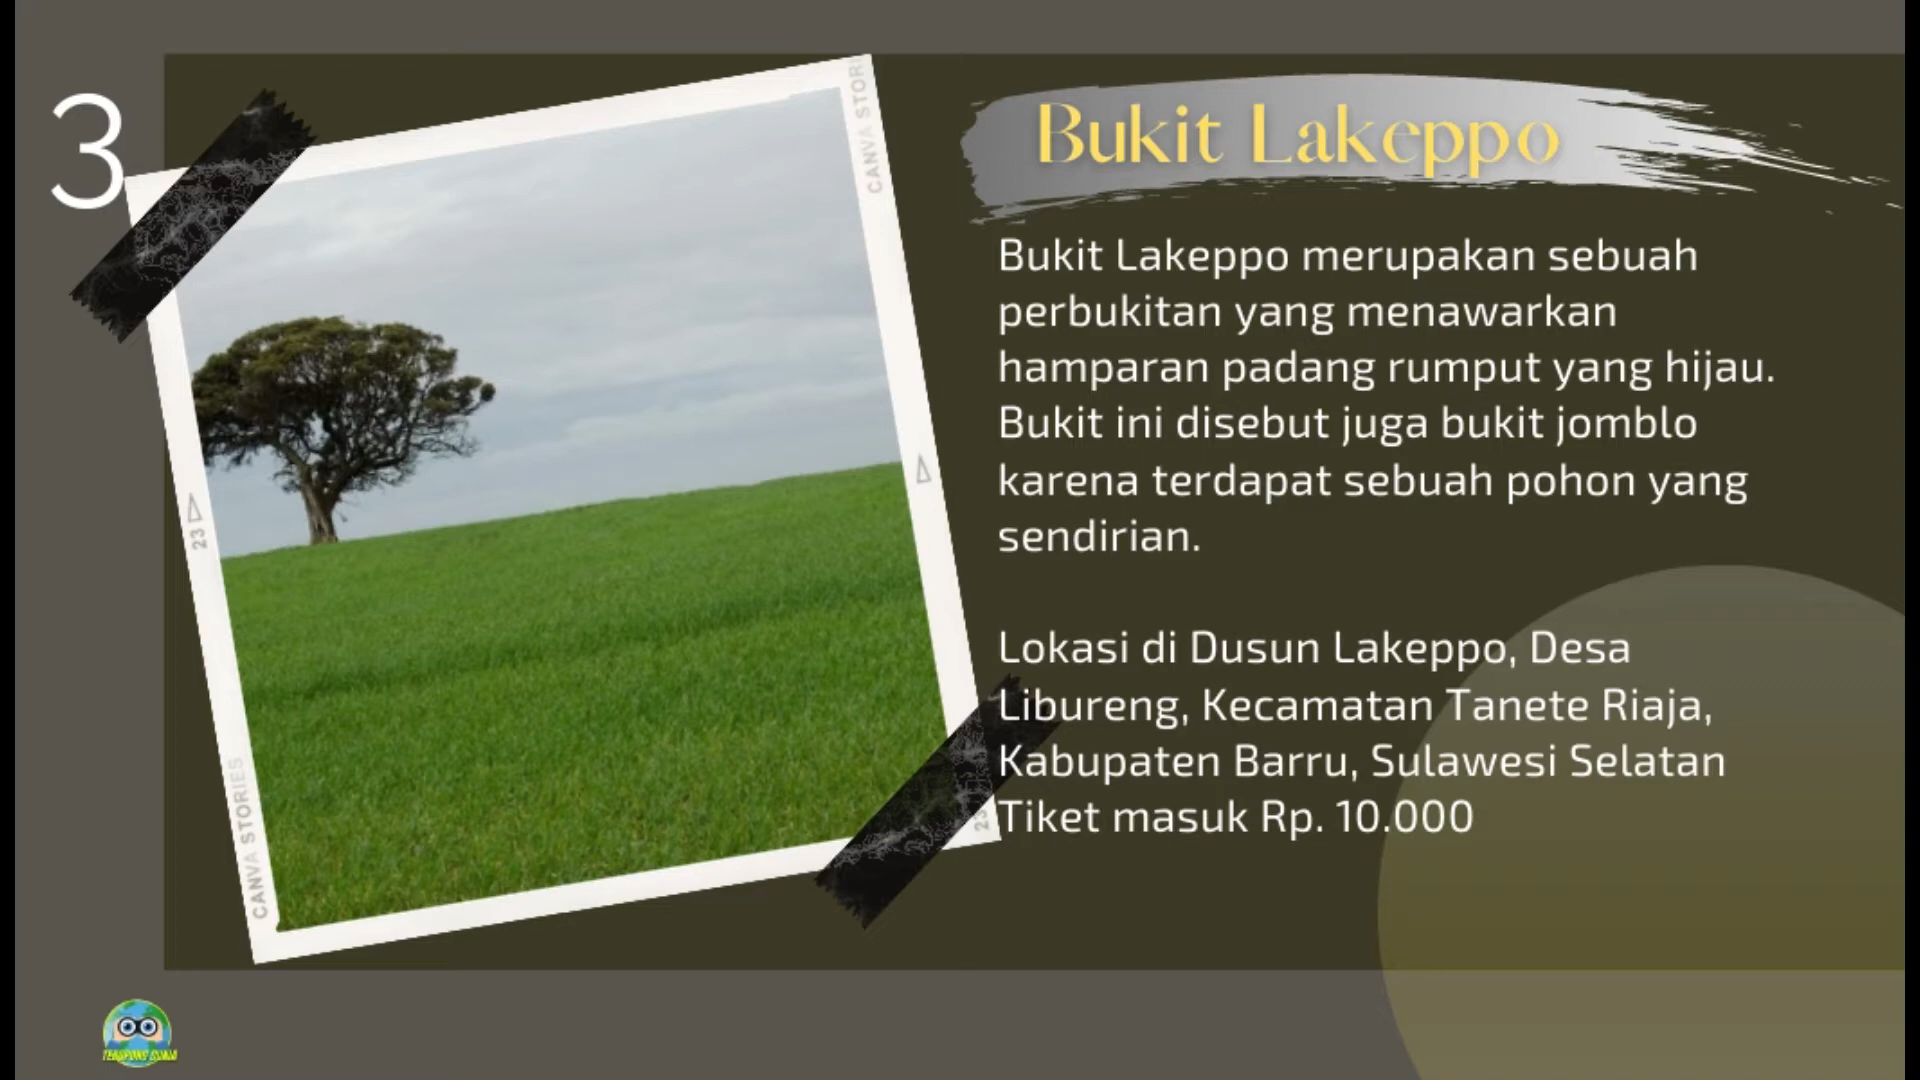 3
Bukit Lakeppo
CANVA STORI
23
CANVA STORIES
23
Bukit Lakeppo merupakan sebuah
perbukitan yang menawarkan
hamparan padang rumput yang hijau.
Bukit ini disebut juga bukit jomblo
karena terdapat sebuah pohon yang
sendirian.
Lokasi di Dusun Lakeppo, Desa
Libureng, Kecamatan Tanete Riaja,
Kabupaten Barru, Sulawesi Selatan
Tiket masuk Rp. 10.000